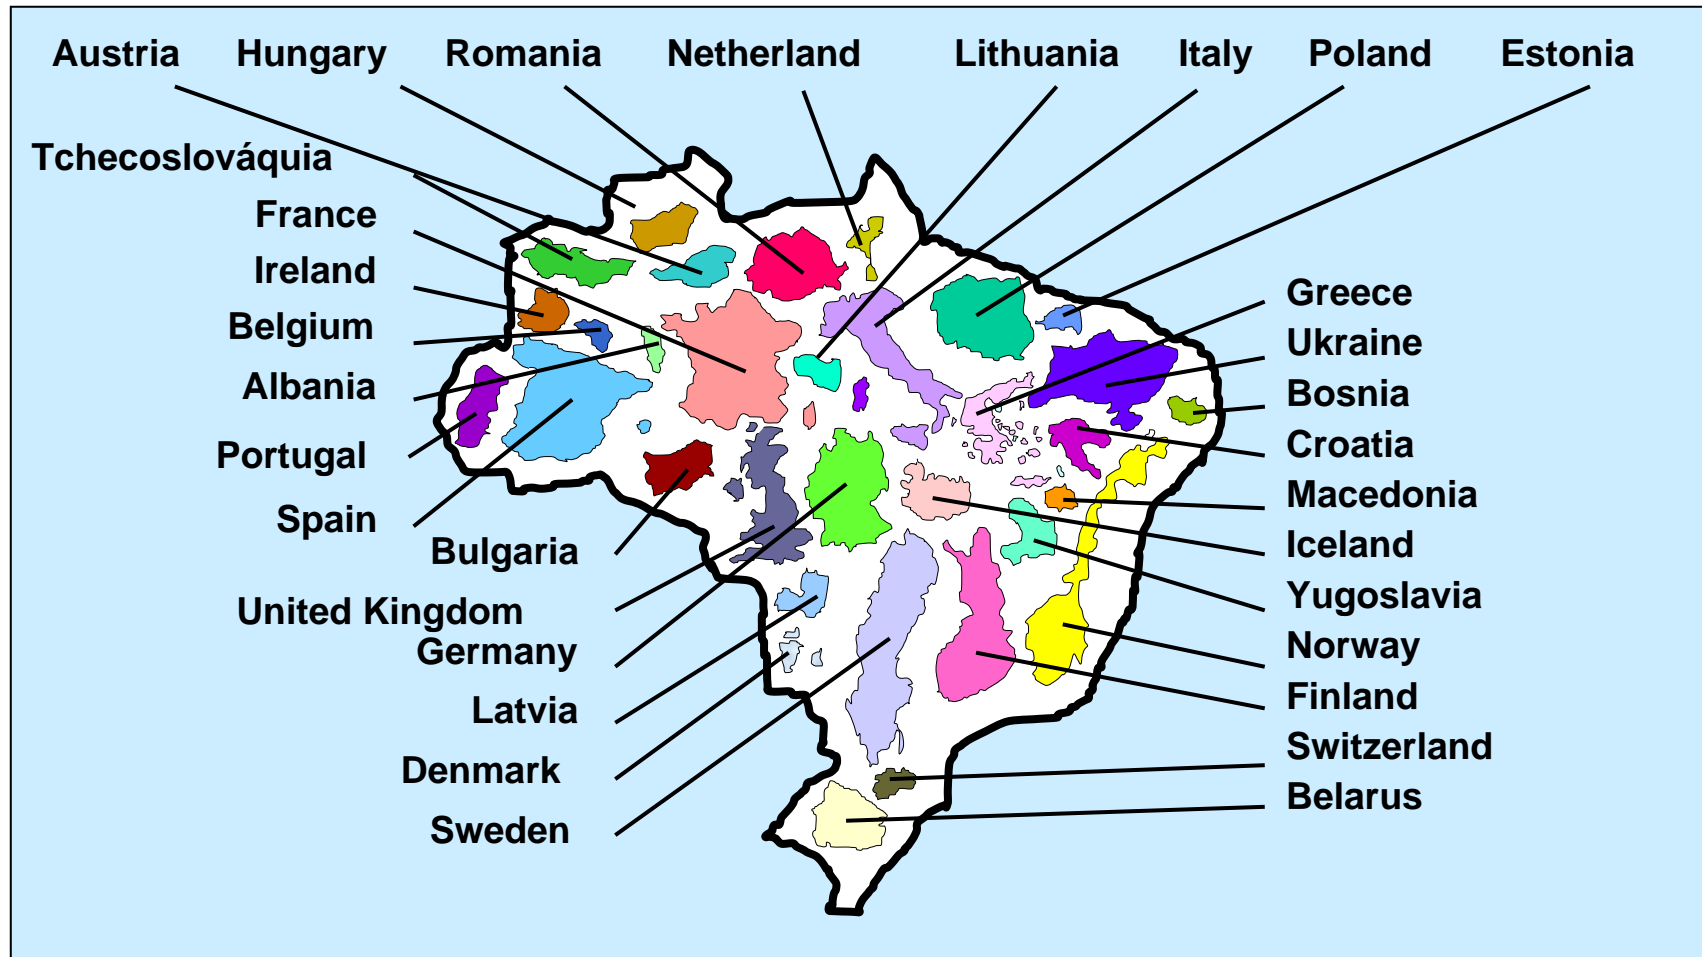 Austria Hungary Romania Netherland Lithuania Italy Poland Estonia
Tchecoslováquia
France
Ireland
Belgium
Albania
Portugal
Spain
Bulgaria
United Kingdom
Germany
Latvia
Denmark
Sweden
Greece
Ukraine
Bosnia
Croatia
Macedonia
Iceland
Yugoslavia
Norway
Finland
Switzerland
Belarus